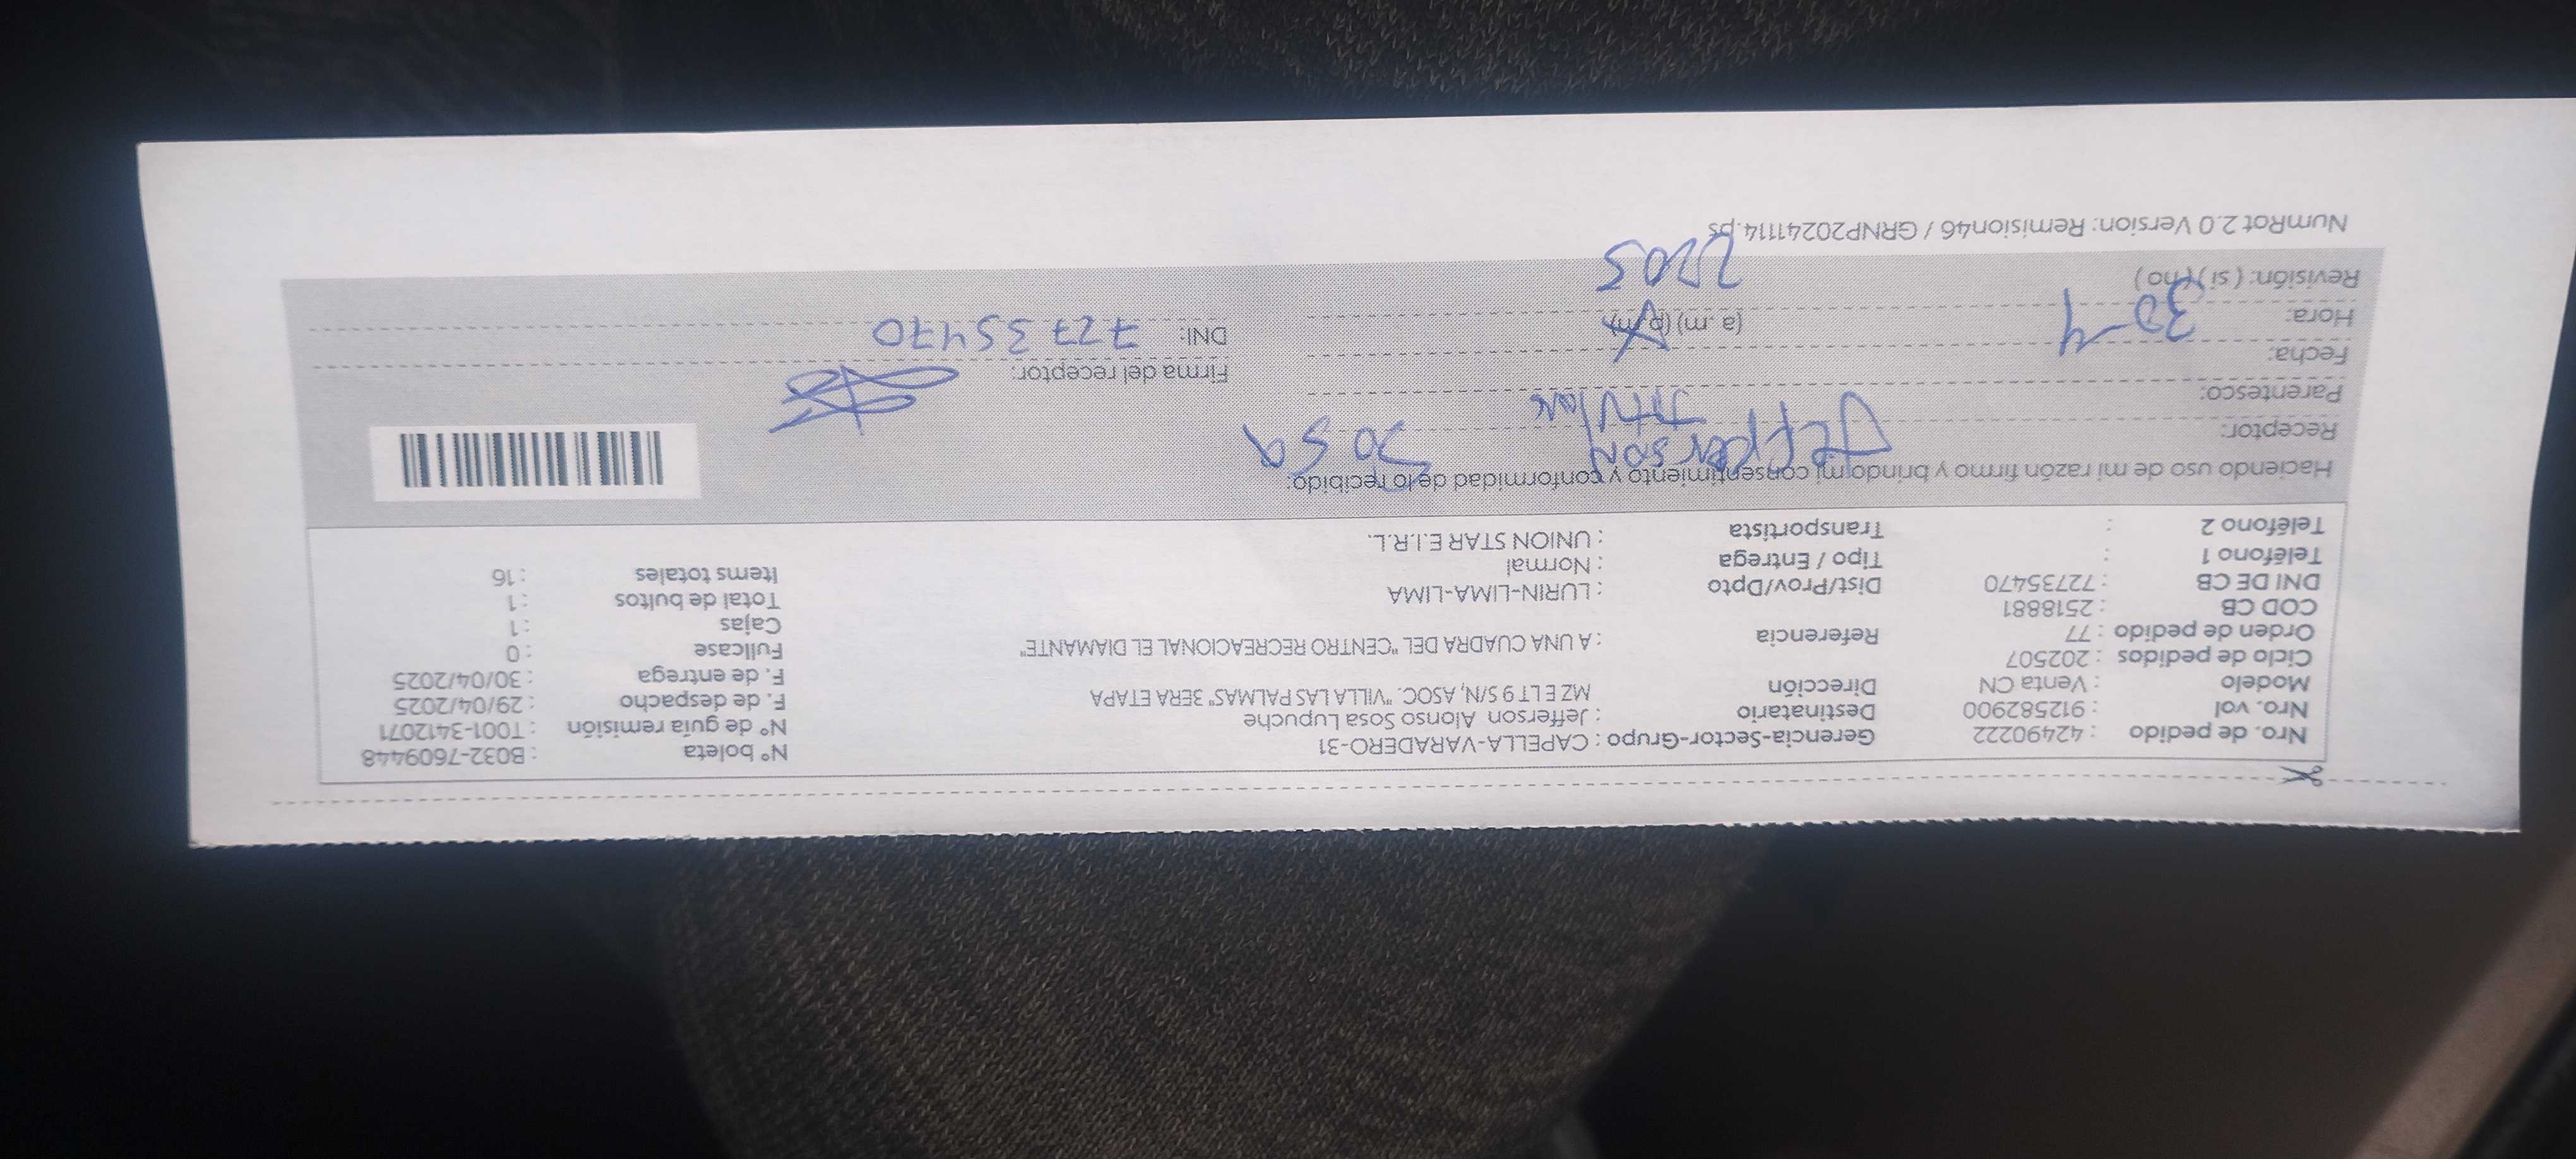 Nro. de pedido : 42490222 Gerencia-Sector-Grupo : CAPELLA-VARADERO-31 N° boleta : B032-7609448
Nro. vol : 912582900 Destinatario : Jefferson Alonso Sosa Lupuche N° de guía remisión : T001-3412071
Modelo : Venta CN Dirección MZ E LT 9 S/N, ASOC. "VILLA LAS PALMAS" 3ERA ETAPA F. de despacho : 29/04/2025
Ciclo de pedidos : 202507 F. de entrega : 30/04/2025
Orden de pedido : 77 Referencia : A UNA CUADRA DEL "CENTRO RECREACIONAL EL DIAMANTE" Fullcase : 0
COD CB : 2518881 Cajas : 1
DNI DE CB : 72735470 Dist/Prov/Dpto : LURIN-LIMA-LIMA Total de bultos : 1
Teléfono 1 : Tipo / Entrega : Normal Items totales : 16
Teléfono 2 : Transportista : UNION STAR E.I.R.L.
Haciendo uso de mi razón firmo y brindo mi consentimiento y conformidad de lo recibido:
Receptor: Jefferson Sosa
Parentesco: Titular
Firma del receptor:
Fecha: 30-4
Hora: (a. m) (p. m) DNI: 72735470
Revisión: ( si ) ( no )
NumRot 2.0 Version: Remision46 / GRNP20241114.ps